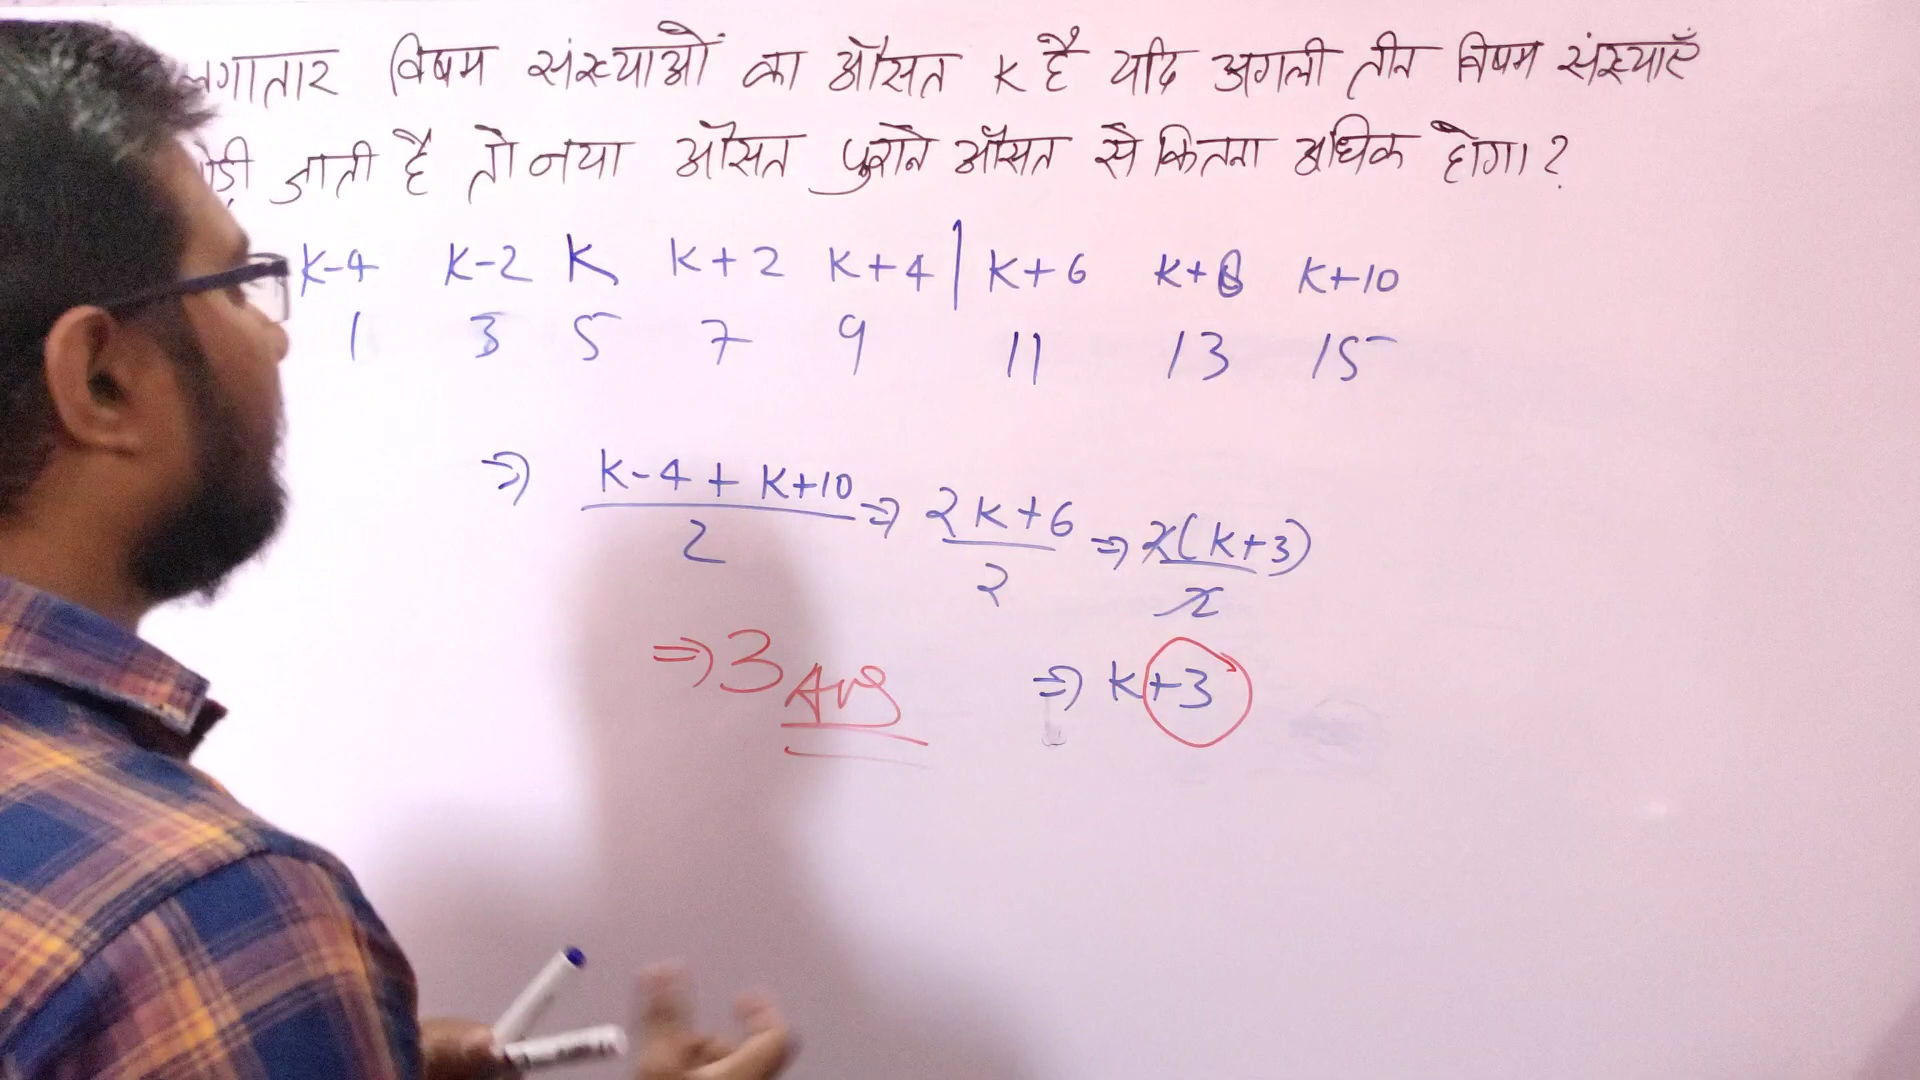 लगातार विषम संख्याओं का औसत K है यदि अगली तीन विषम संख्याएँ
जाती है तो नया औसत पुराने औसत से कितना अधिक होगा?
K-4 K-2 K K+2 K+4 | K+6 K+8 K+10
1 3 5 7 9 11 13 15
⇒ K-4 + K+10 / 2 ⇒ 2K+6 / 2 ⇒ 2(K+3) / 2
⇒ 3 Ans ⇒ K+3